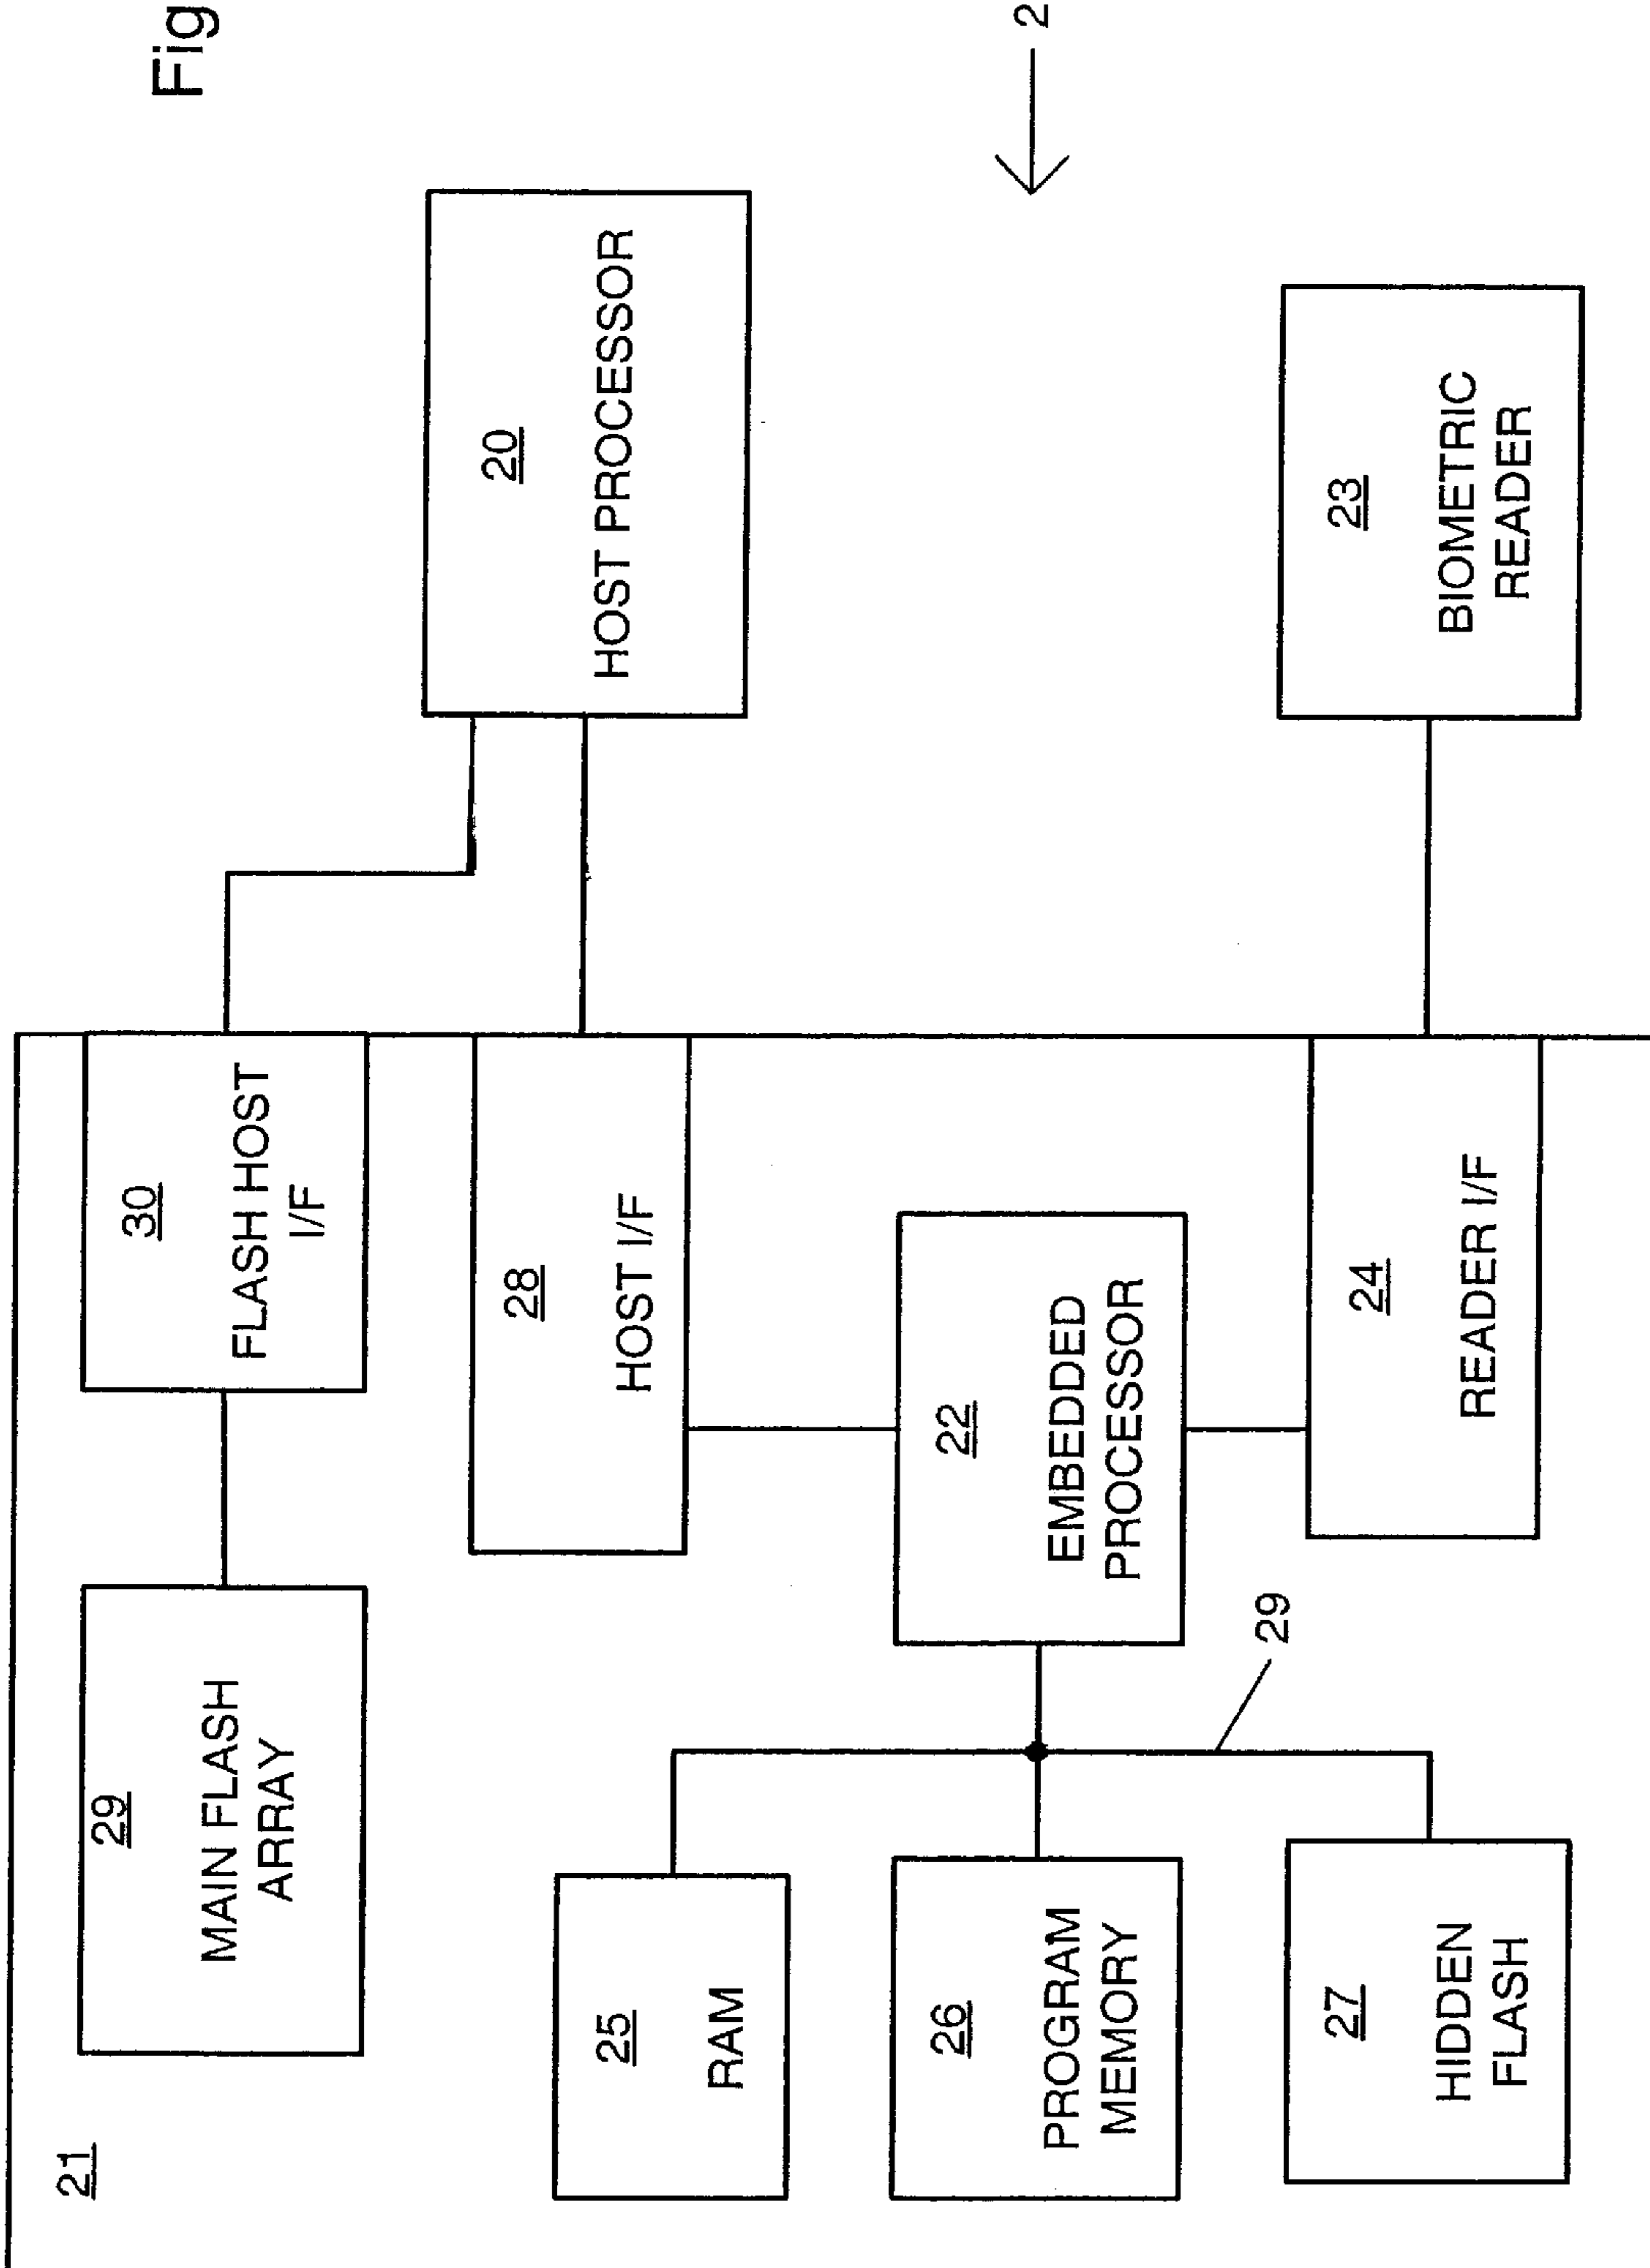 Fig
21
29
MAIN FLASH
ARRAY
30
FLASH HOST
I/F
28
HOST I/F
20
HOST PROCESSOR
25
RAM
26
PROGRAM
MEMORY
22
EMBEDDED
PROCESSOR
2
29
27
HIDDEN
FLASH
24
READER I/F
23
BIOMETRIC
READER